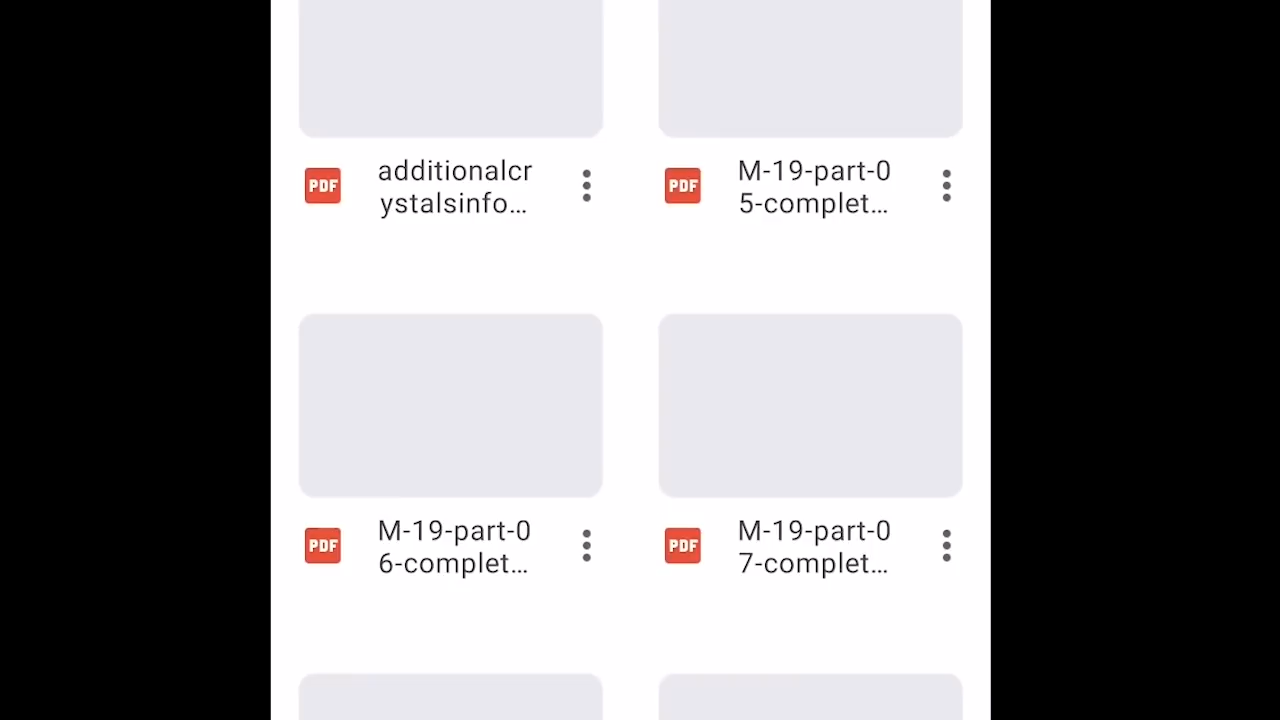 PDF
additionalcr
ystalsinfo...
PDF
M-19-part-0
5-complet...
PDF
M-19-part-0
6-complet...
PDF
M-19-part-0
7-complet...